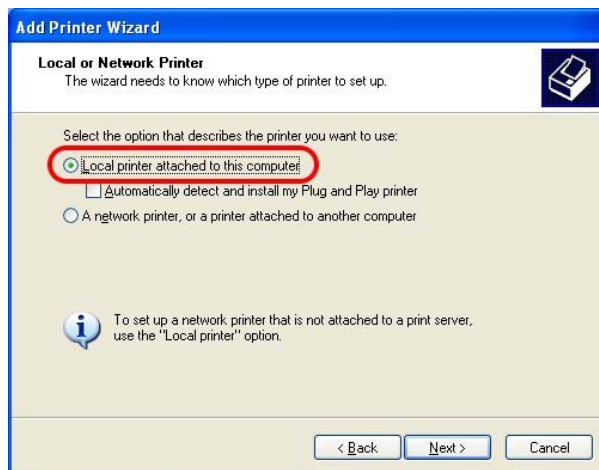 Add Printer Wizard
Local or Network Printer
The wizard needs to know which type of printer to set up.
Select the option that describes the printer you want to use:
Local printer attached to this computer
Automatically detect and install my Plug and Play printer
A network printer, or a printer attached to another computer
To set up a network printer that is not attached to a print server,
use the "Local printer" option.
< Back
Next >
Cancel